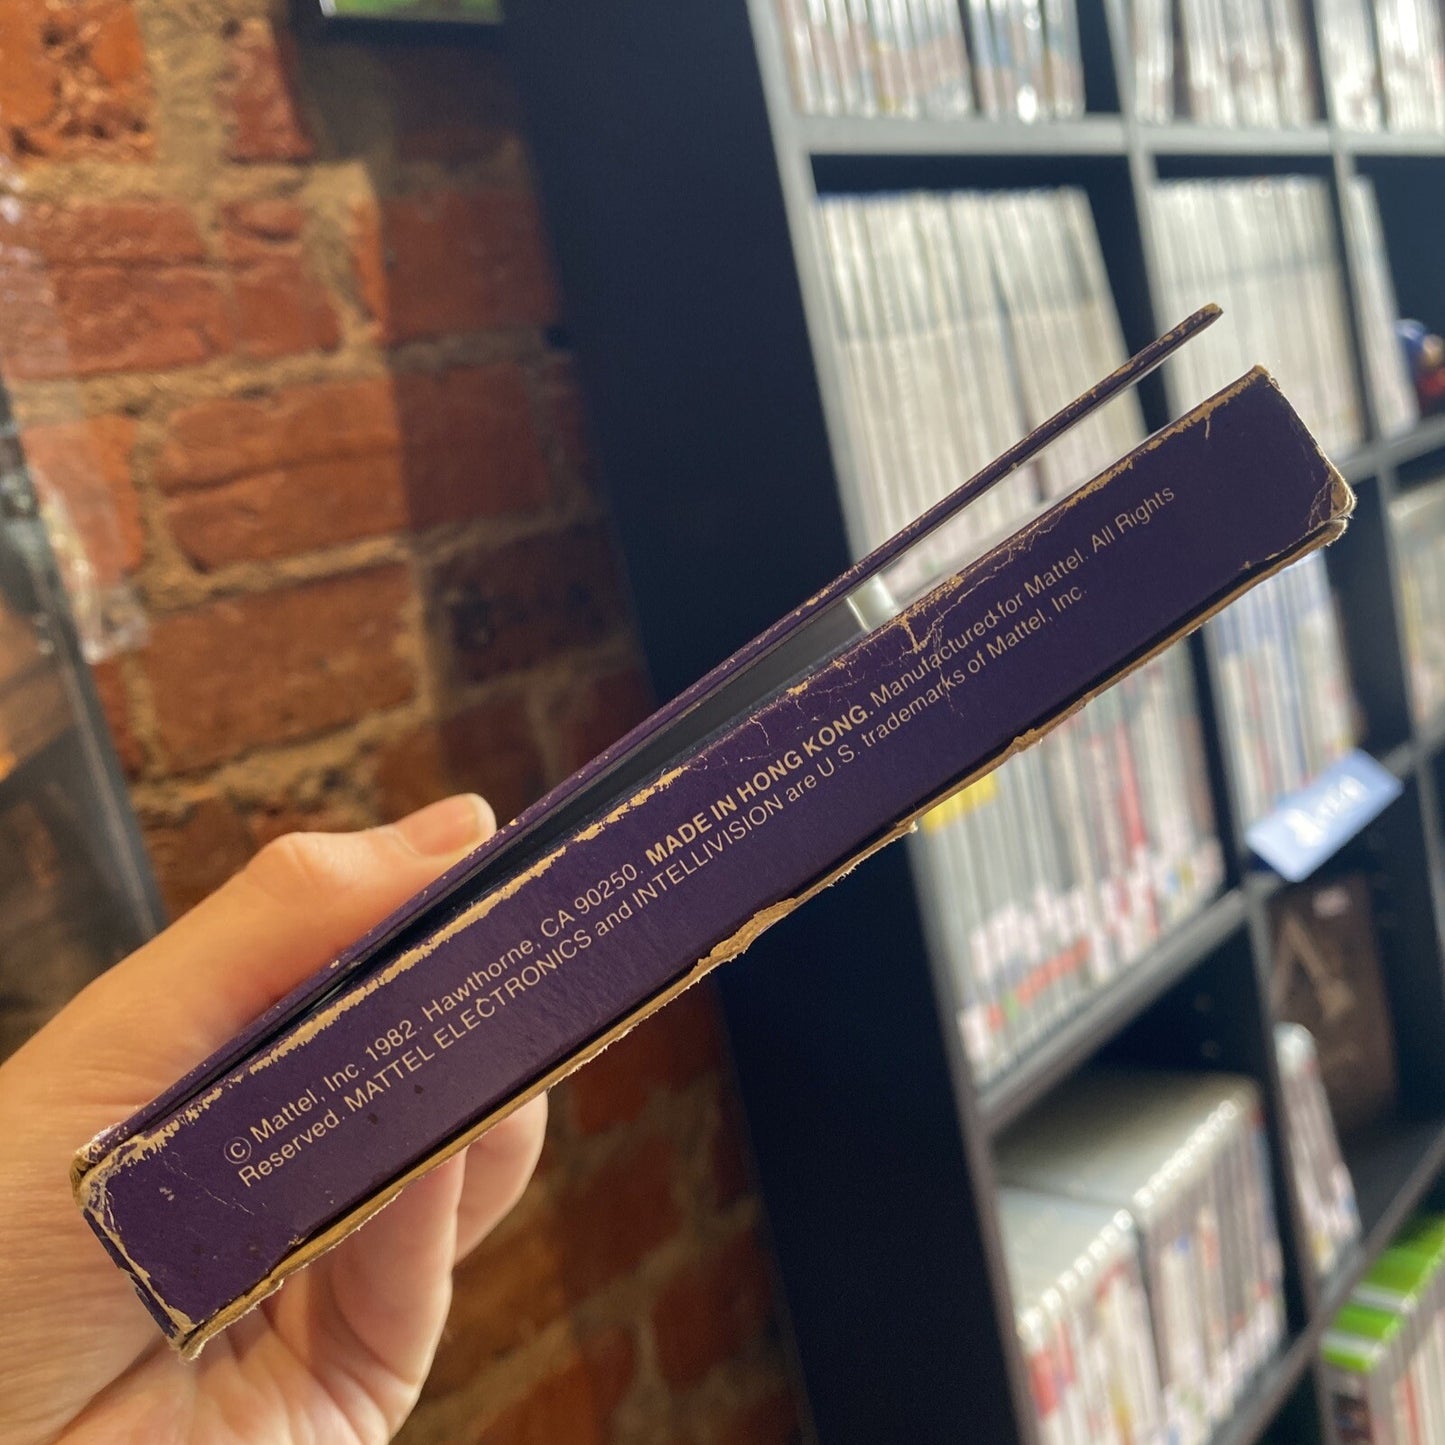 © Mattel, Inc. 1982. Hawthorne, CA 90250. MADE IN HONG KONG. Manufactured for Mattel. All Rights
Reserved. MATTEL ELECTRONICS and INTELLIVISION are U.S. trademarks of Mattel, Inc.